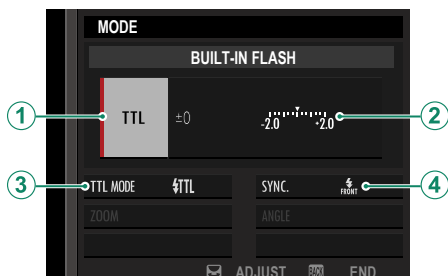 MODE
BUILT-IN FLASH
1 TTL ±0 -2.0 +2.0 2
3 TTL MODE TTL SYNC. FRONT 4
ZOOM ANGLE
ADJUST BACK END